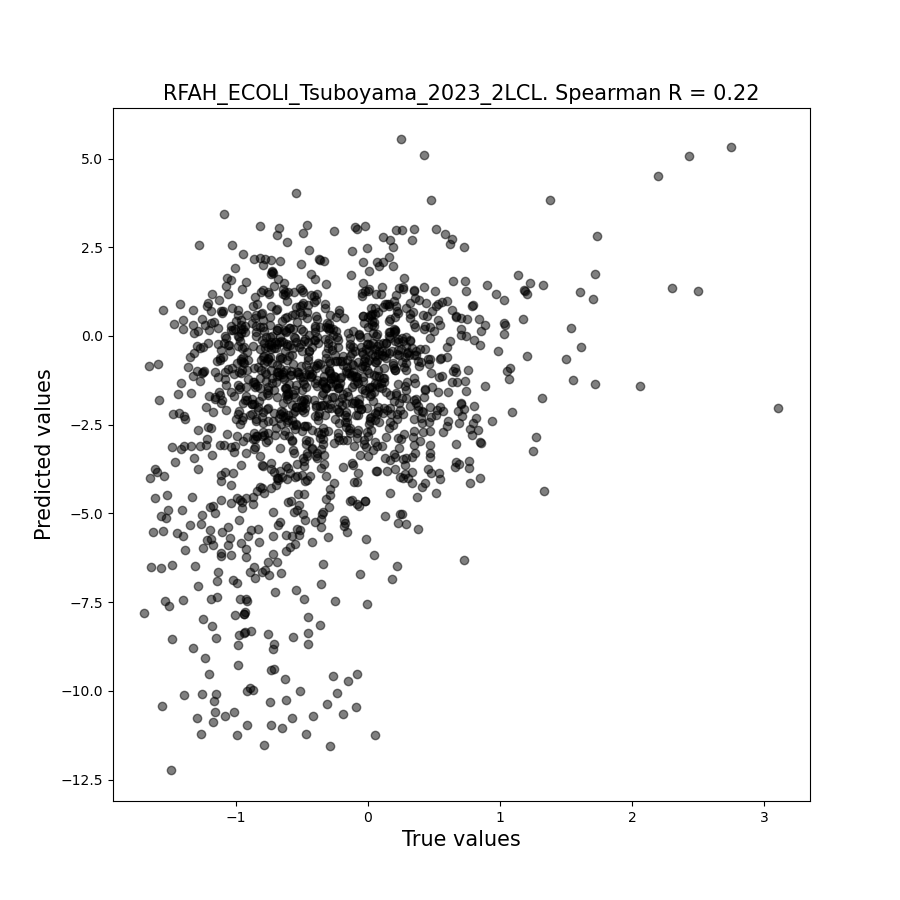 RFAH_ECOLI_Tsuboyama_2023_2LCL. Spearman R = 0.22
5.0
2.5
0.0
−2.5
−5.0
−7.5
−10.0
−12.5
Predicted values
−1 0 1 2 3
True values